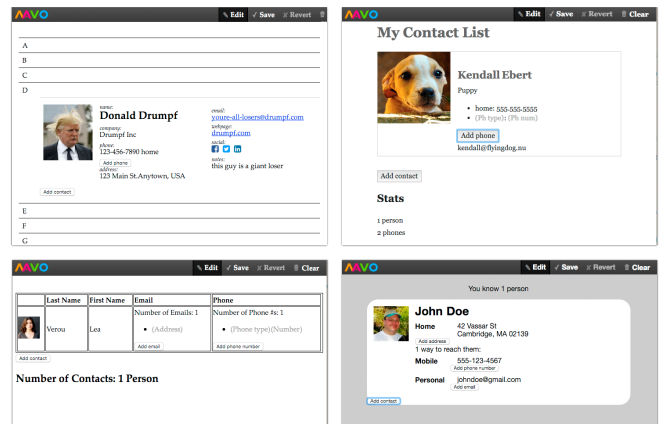 MAVO
Edit
Save
Revert
A
B
C
D
name:
Donald Drumpf
company:
Drumpf Inc
phone:
123-456-7890 home
Add phone
address:
123 Main St.Anytown, USA
email:
youre-all-losers@drumpf.com
webpage:
drumpf.com
social:
notes:
this guy is a giant loser
Add contact
E
F
G
MAVO
Edit
Save
Revert
Clear
My Contact List
Kendall Ebert
Puppy
• home: 555-555-5555
• (Ph type): (Ph num)
Add phone
kendall@flyingdog.nu
Add contact
Stats
1 person
2 phones
MAVO
Edit
Save
Revert
Clear
Last Name First Name Email Phone
Verou Lea
Number of Emails: 1
• (Address)
Add email
Number of Phone #s: 1
• (Phone type)(Number)
Add phone number
Add contact
Number of Contacts: 1 Person
MAVO
Edit
Save
Revert
Clear
You know 1 person
John Doe
Home 42 Vassar St
Cambridge, MA 02139
Add address
1 way to reach them:
Mobile 555-123-4567
Add phone number
Personal johndoe@gmail.com
Add email
Add contact